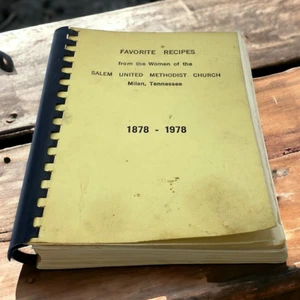 FAVORITE RECIPES
from the Women of the
SALEM UNITED METHODIST CHURCH
Milan, Tennessee
1878 - 1978